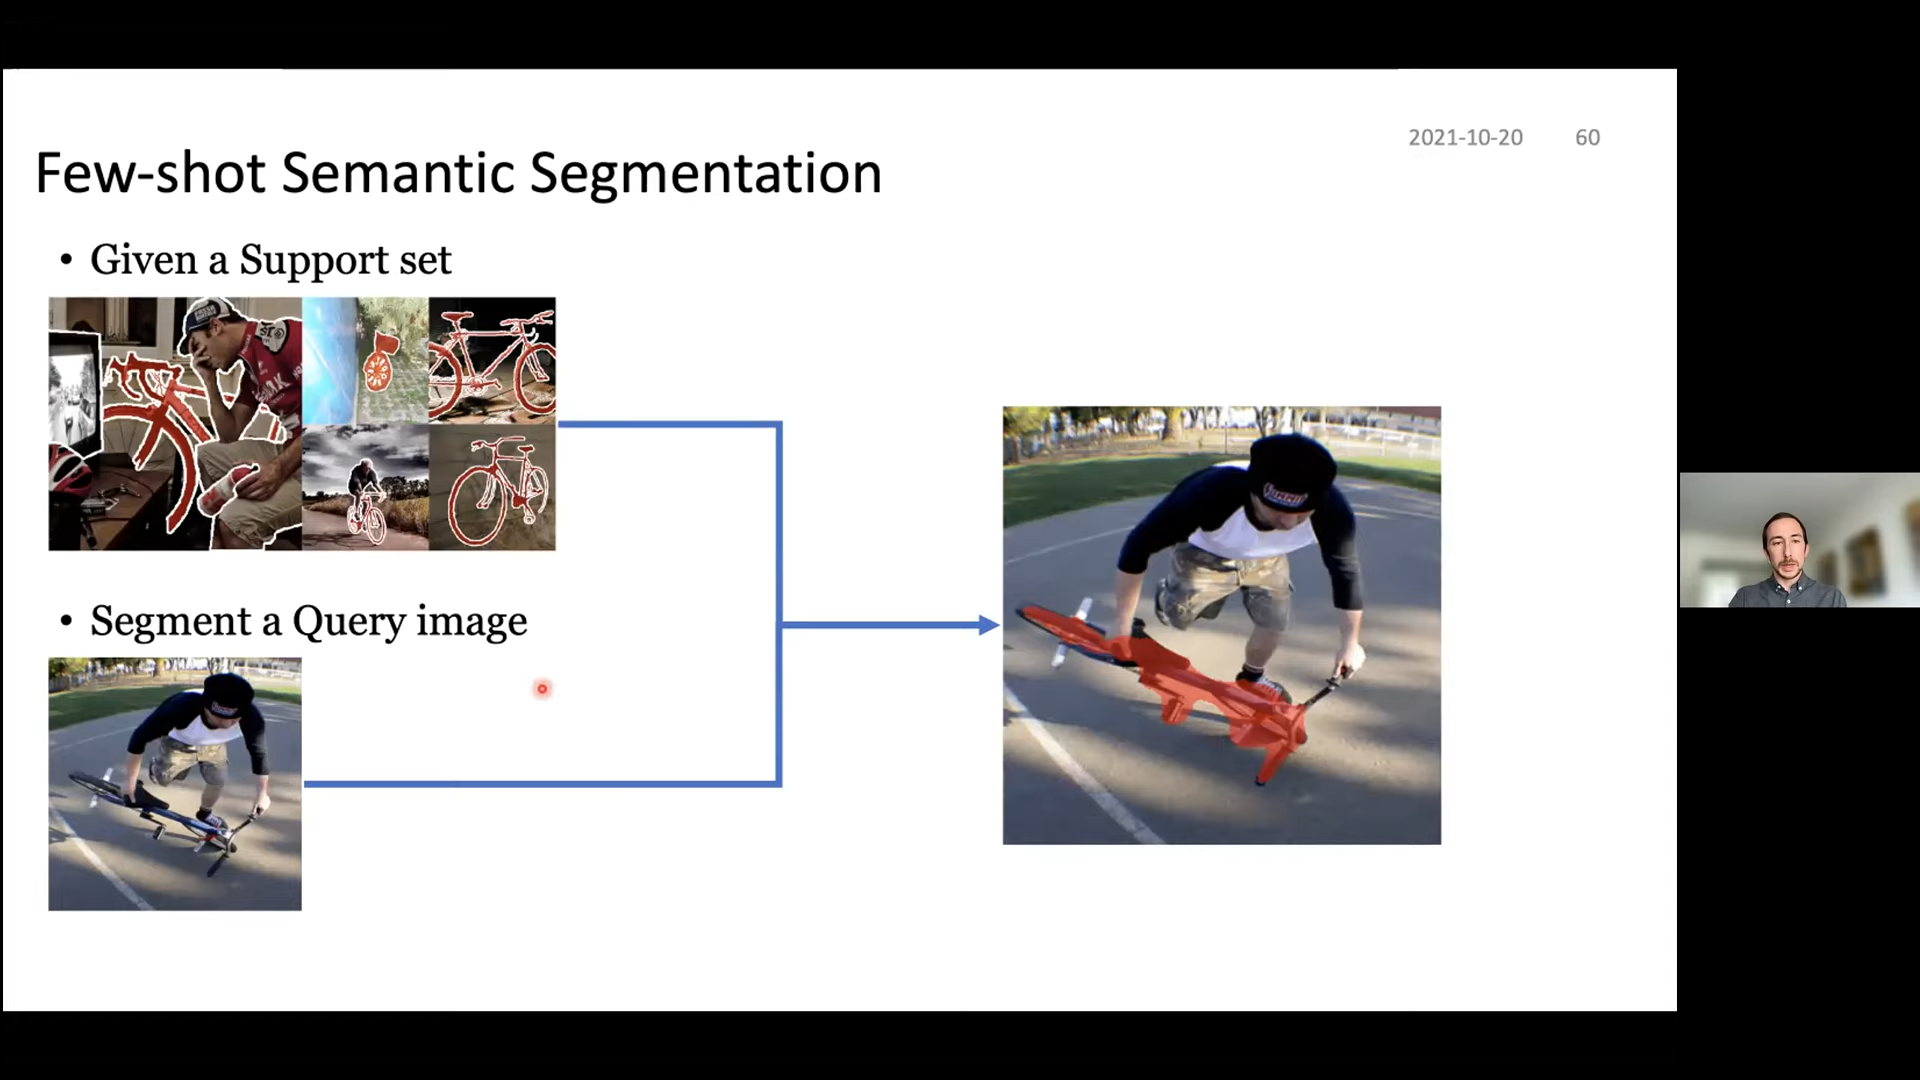 2021-10-20 60
Few-shot Semantic Segmentation
• Given a Support set
• Segment a Query image